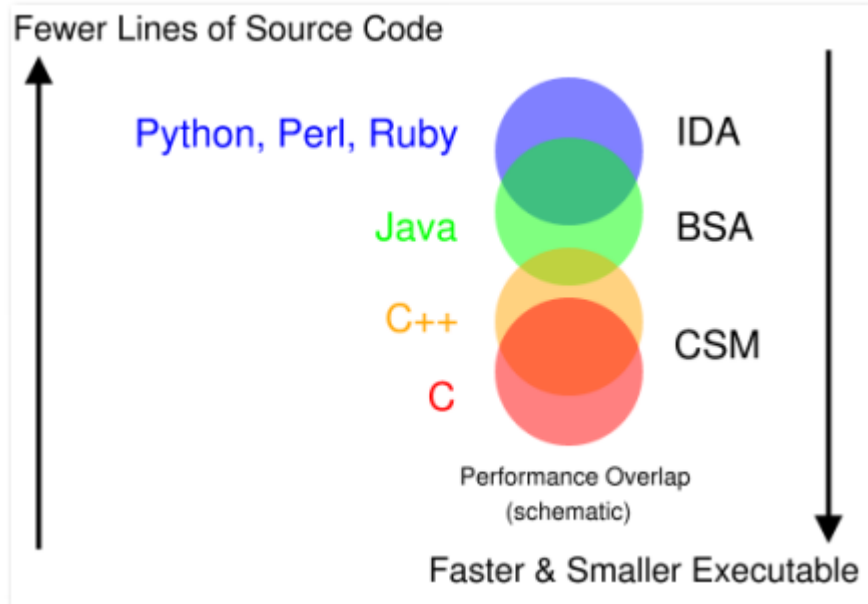 Fewer Lines of Source Code
Python, Perl, Ruby
IDA
Java
BSA
C++
CSM
C
Performance Overlap
(schematic)
Faster & Smaller Executable